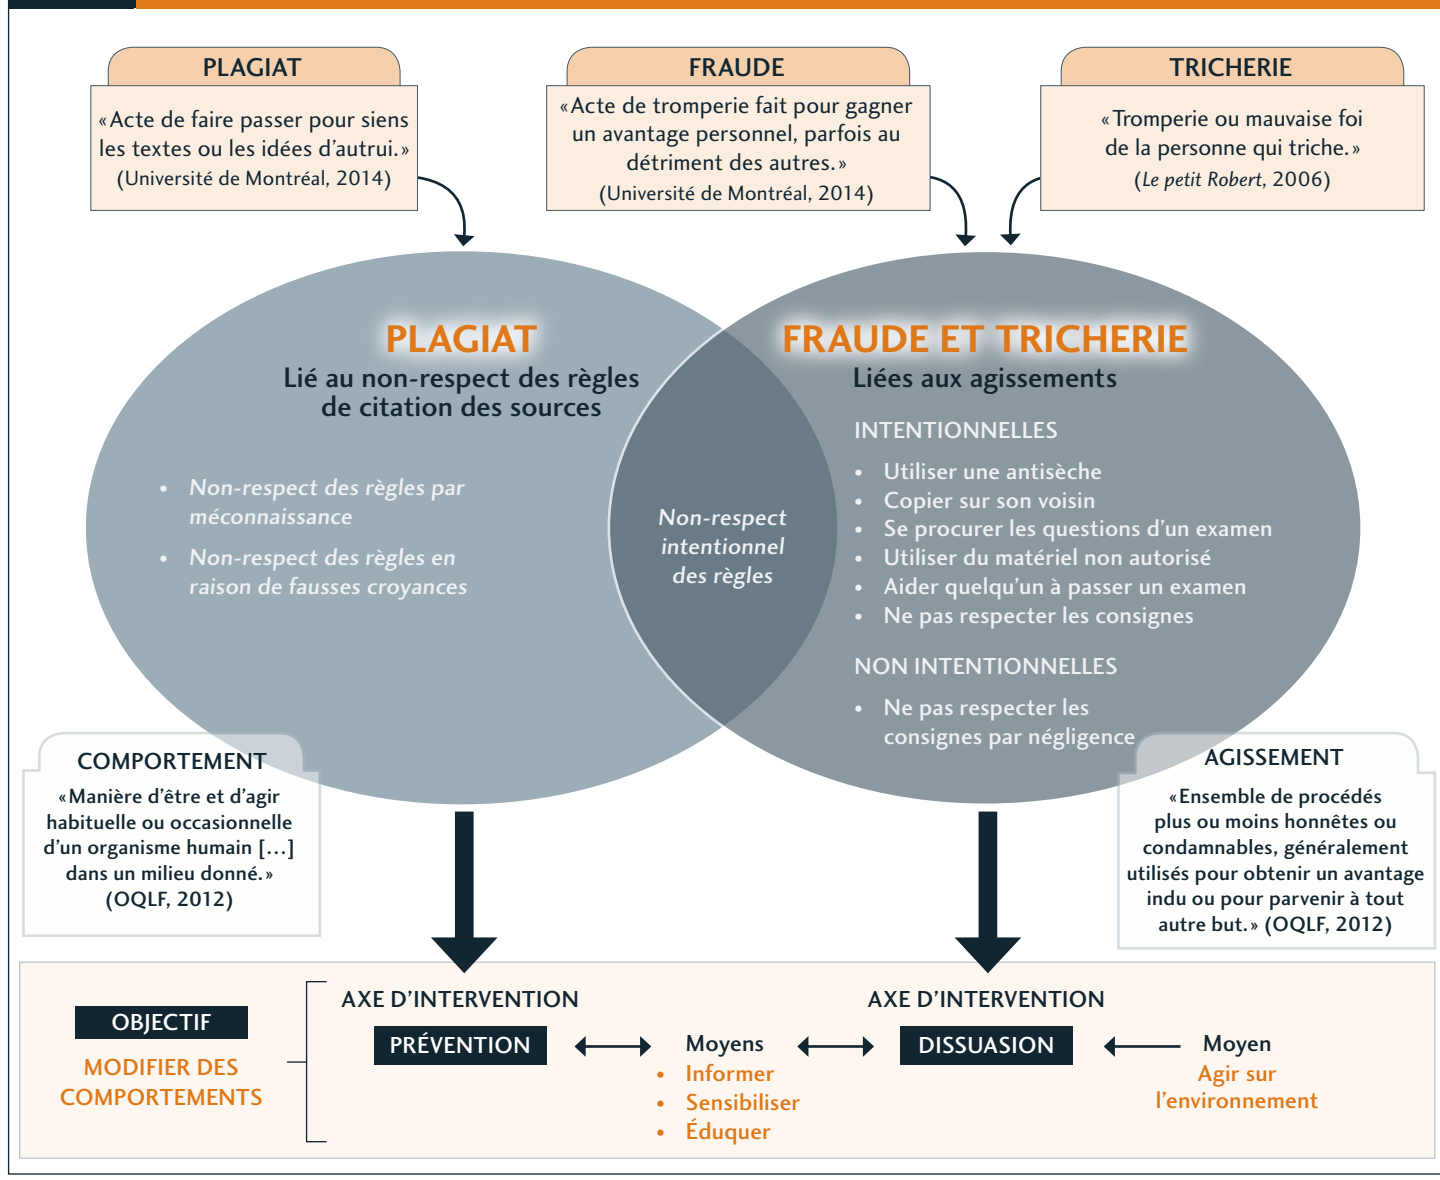 PLAGIAT
«Acte de faire passer pour siens
les textes ou les idées d'autrui.»
(Université de Montréal, 2014)
FRAUDE
«Acte de tromperie fait pour gagner
un avantage personnel, parfois au
détriment des autres.»
(Université de Montréal, 2014)
TRICHERIE
«Tromperie ou mauvaise foi
de la personne qui triche.»
(Le petit Robert, 2006)
PLAGIAT
Lié au non-respect des règles
de citation des sources
• Non-respect des règles par
méconnaissance
• Non-respect des règles en
raison de fausses croyances
Non-respect
intentionnel
des règles
FRAUDE ET TRICHERIE
Liées aux agissements
INTENTIONNELLES
• Utiliser une antisèche
• Copier sur son voisin
• Se procurer les questions d'un examen
• Utiliser du matériel non autorisé
• Aider quelqu'un à passer un examen
• Ne pas respecter les consignes
NON INTENTIONNELLES
• Ne pas respecter les
consignes par négligence
COMPORTEMENT
«Manière d'être et d'agir
habituelle ou occasionnelle
d'un organisme humain […]
dans un milieu donné.»
(OQLF, 2012)
AGISSEMENT
«Ensemble de procédés
plus ou moins honnêtes ou
condamnables, généralement
utilisés pour obtenir un avantage
indu ou pour parvenir à tout
autre but.» (OQLF, 2012)
OBJECTIF
MODIFIER DES
COMPORTEMENTS
AXE D'INTERVENTION
PRÉVENTION
Moyens
• Informer
• Sensibiliser
• Éduquer
AXE D'INTERVENTION
DISSUASION
Moyen
Agir sur
l'environnement